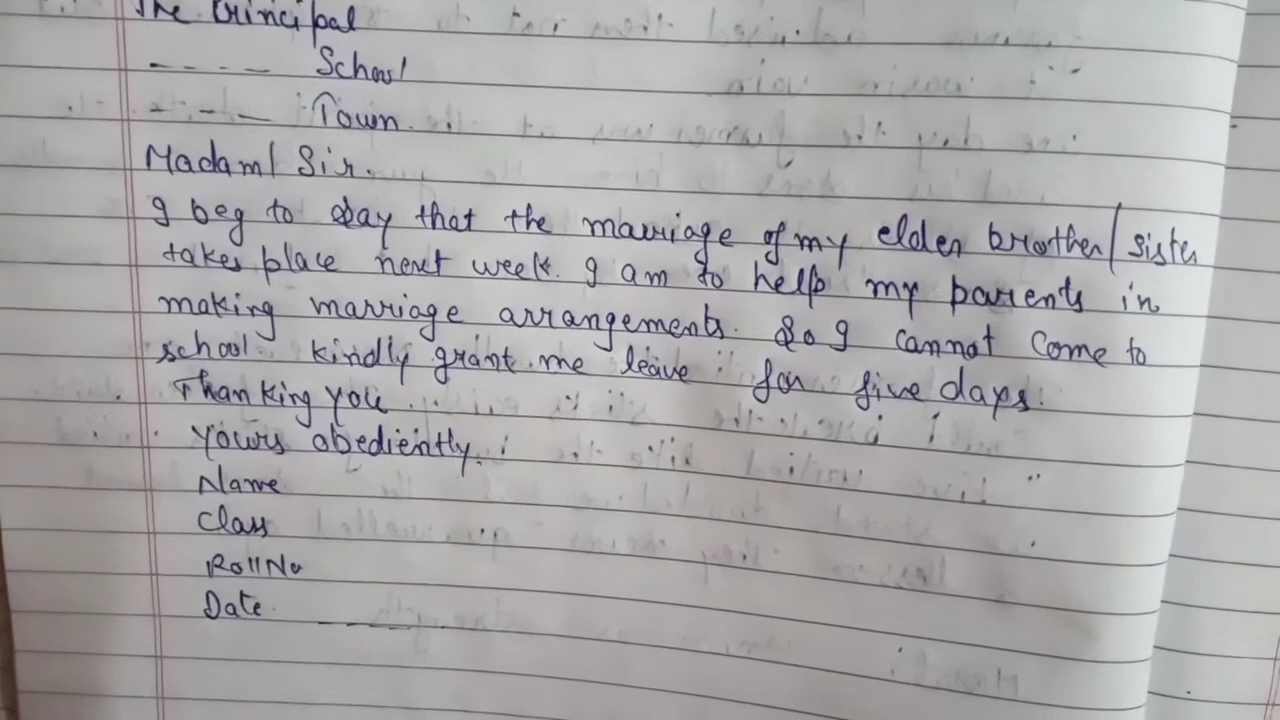 The Principal
---- School
---- Town.
Madam/ Sir.
I beg to say that the marriage of my elder brother/ sister
takes place next week. I am to help my parents in
making marriage arrangements. So I cannot come to
school. kindly grant me leave for five days.
Thanking you.
Yours obediently.
Name
Class
Roll No
Date ----